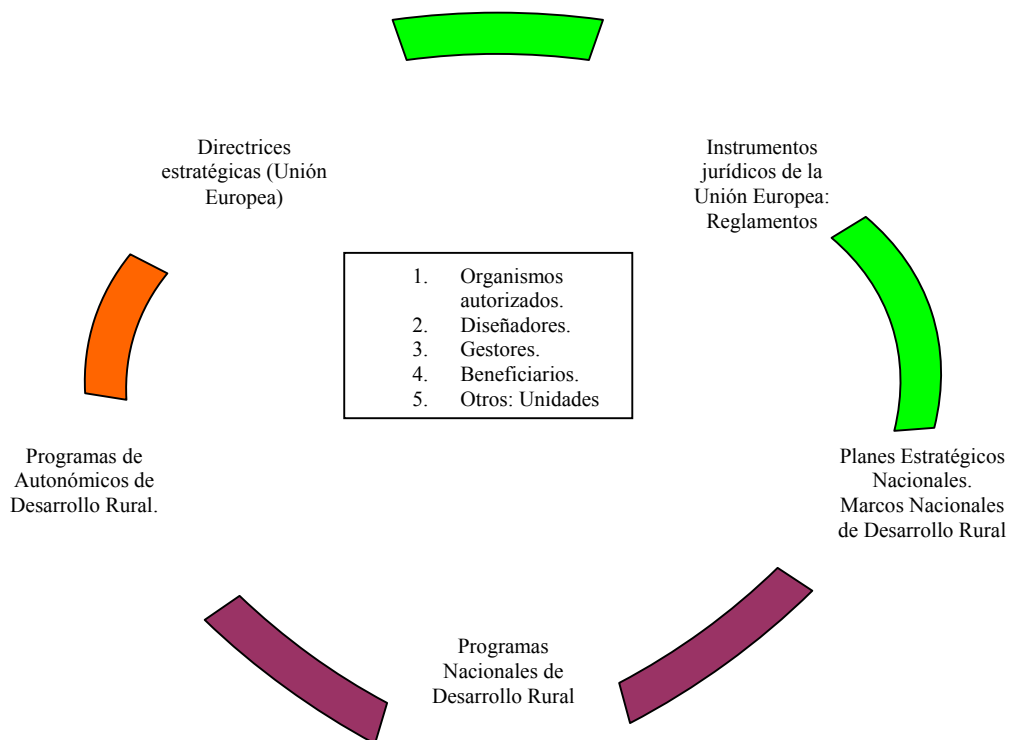 Directrices
estratégicas (Unión
Europea)
Instrumentos
jurídicos de la
Unión Europea:
Reglamentos
1. Organismos
autorizados.
2. Diseñadores.
3. Gestores.
4. Beneficiarios.
5. Otros: Unidades
Programas de
Autonómicos de
Desarrollo Rural.
Planes Estratégicos
Nacionales.
Marcos Nacionales
de Desarrollo Rural
Programas
Nacionales de
Desarrollo Rural